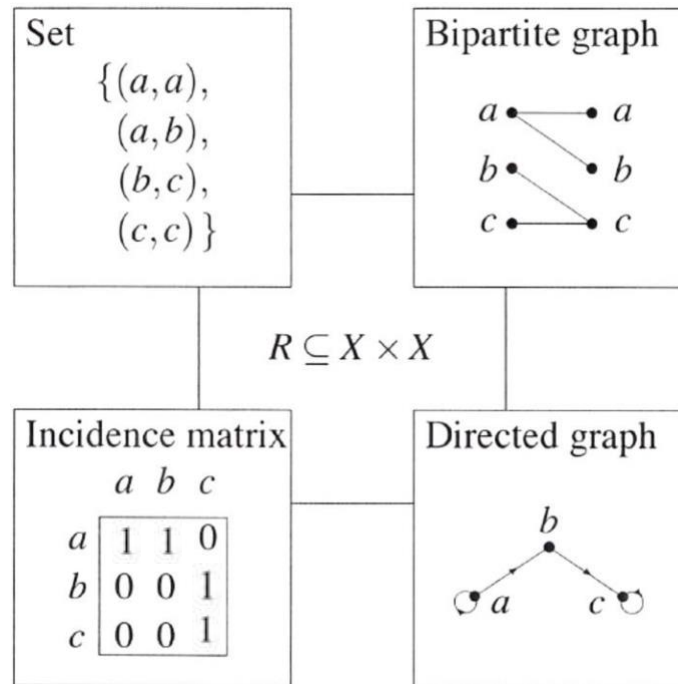 Set
{(a,a),
(a,b),
(b,c),
(c,c)}
Bipartite graph
a a
b b
c c
R ⊆ X × X
Incidence matrix
a b c
a 1 1 0
b 0 0 1
c 0 0 1
Directed graph
b
a c